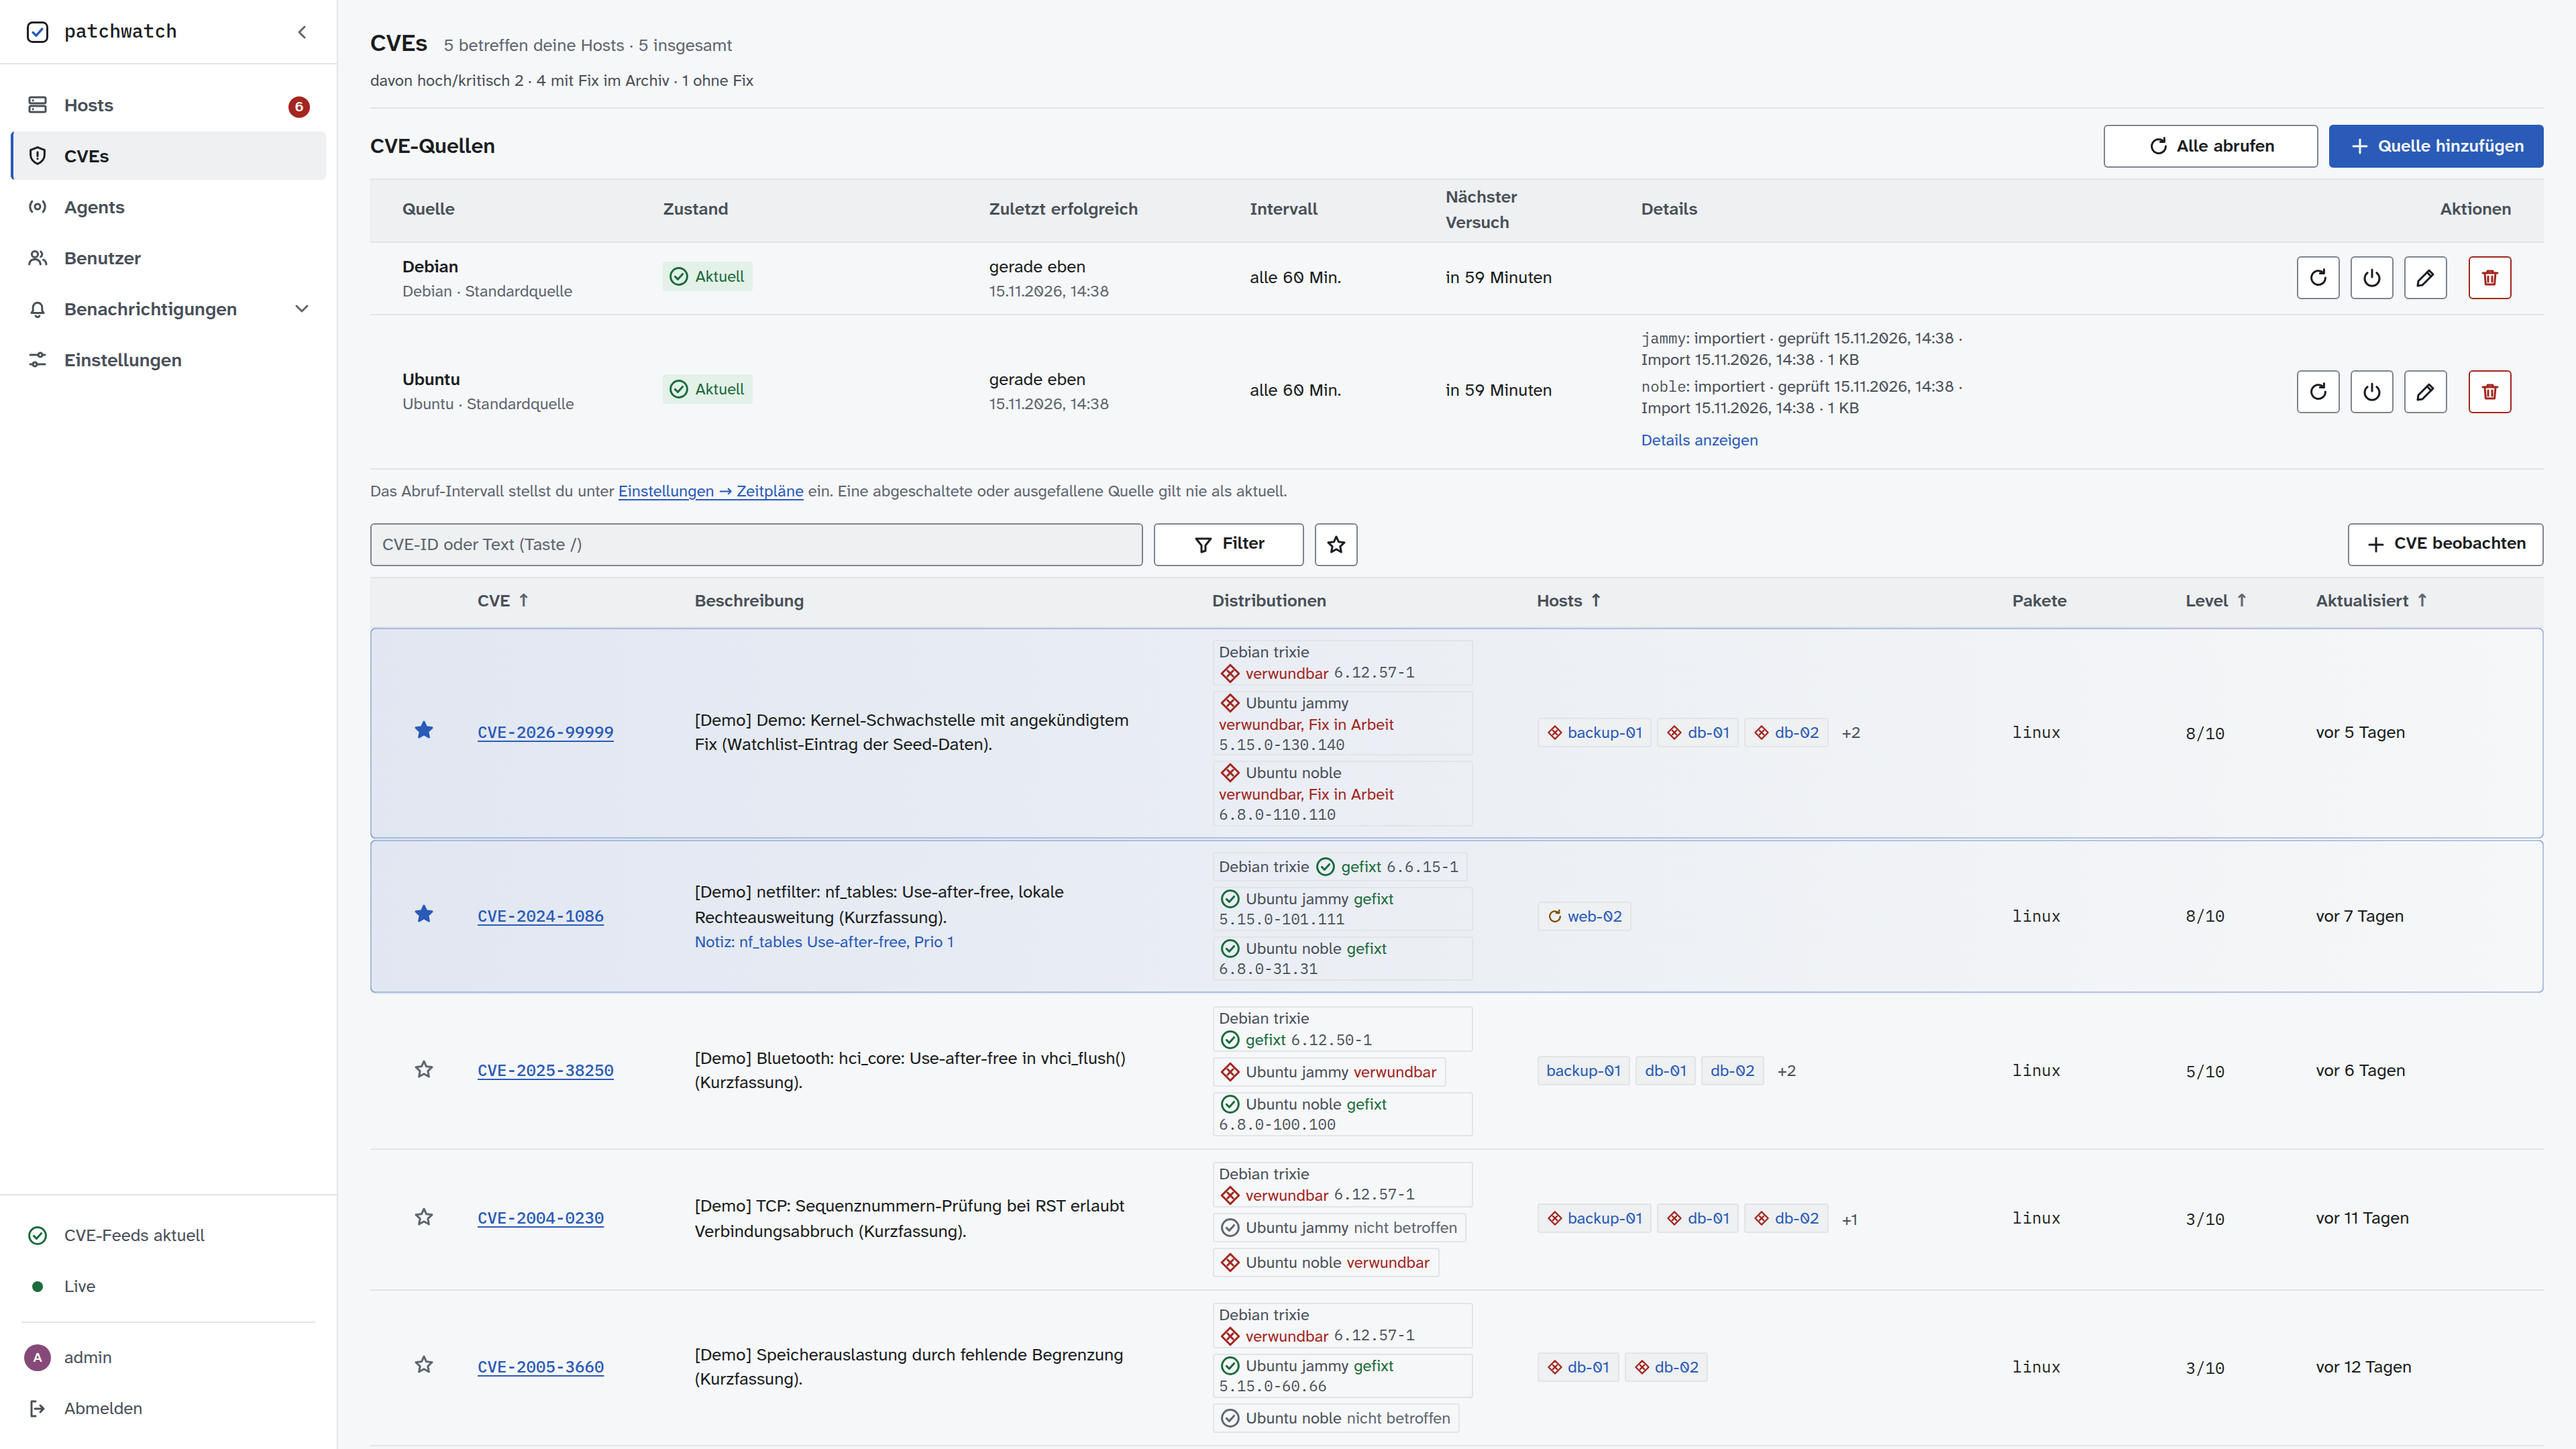 patchwatch
Hosts 6
CVEs
Agents
Benutzer
Benachrichtigungen
Einstellungen
CVE-Feeds aktuell
Live
A admin
Abmelden
CVEs 5 betreffen deine Hosts · 5 insgesamt
davon hoch/kritisch 2 · 4 mit Fix im Archiv · 1 ohne Fix
CVE-Quellen Alle abrufen + Quelle hinzufügen
Quelle Zustand Zuletzt erfolgreich Intervall Nächster Versuch Details Aktionen
Debian
Debian · Standardquelle
Aktuell
gerade eben
15.11.2026, 14:38
alle 60 Min.
in 59 Minuten
Ubuntu
Ubuntu · Standardquelle
Aktuell
gerade eben
15.11.2026, 14:38
alle 60 Min.
in 59 Minuten
jammy: importiert · geprüft 15.11.2026, 14:38 ·
Import 15.11.2026, 14:38 · 1 KB
noble: importiert · geprüft 15.11.2026, 14:38 ·
Import 15.11.2026, 14:38 · 1 KB
Details anzeigen
Das Abruf-Intervall stellst du unter Einstellungen → Zeitpläne ein. Eine abgeschaltete oder ausgefallene Quelle gilt nie als aktuell.
CVE-ID oder Text (Taste /) Filter + CVE beobachten
CVE ↑ Beschreibung Distributionen Hosts ↑ Pakete Level ↑ Aktualisiert ↑
CVE-2026-99999
[Demo] Demo: Kernel-Schwachstelle mit angekündigtem
Fix (Watchlist-Eintrag der Seed-Daten).
Debian trixie
verwundbar 6.12.57-1
Ubuntu jammy
verwundbar, Fix in Arbeit
5.15.0-130.140
Ubuntu noble
verwundbar, Fix in Arbeit
6.8.0-110.110
backup-01 db-01 db-02 +2
linux
8/10
vor 5 Tagen
CVE-2024-1086
[Demo] netfilter: nf_tables: Use-after-free, lokale
Rechteausweitung (Kurzfassung).
Notiz: nf_tables Use-after-free, Prio 1
Debian trixie gefixt 6.6.15-1
Ubuntu jammy gefixt
5.15.0-101.111
Ubuntu noble gefixt
6.8.0-31.31
web-02
linux
8/10
vor 7 Tagen
CVE-2025-38250
[Demo] Bluetooth: hci_core: Use-after-free in vhci_flush()
(Kurzfassung).
Debian trixie
gefixt 6.12.50-1
Ubuntu jammy verwundbar
Ubuntu noble gefixt
6.8.0-100.100
backup-01 db-01 db-02 +2
linux
5/10
vor 6 Tagen
CVE-2004-0230
[Demo] TCP: Sequenznummern-Prüfung bei RST erlaubt
Verbindungsabbruch (Kurzfassung).
Debian trixie
verwundbar 6.12.57-1
Ubuntu jammy nicht betroffen
Ubuntu noble verwundbar
backup-01 db-01 db-02 +1
linux
3/10
vor 11 Tagen
CVE-2005-3660
[Demo] Speicherauslastung durch fehlende Begrenzung
(Kurzfassung).
Debian trixie
verwundbar 6.12.57-1
Ubuntu jammy gefixt
5.15.0-60.66
Ubuntu noble nicht betroffen
db-01 db-02
linux
3/10
vor 12 Tagen